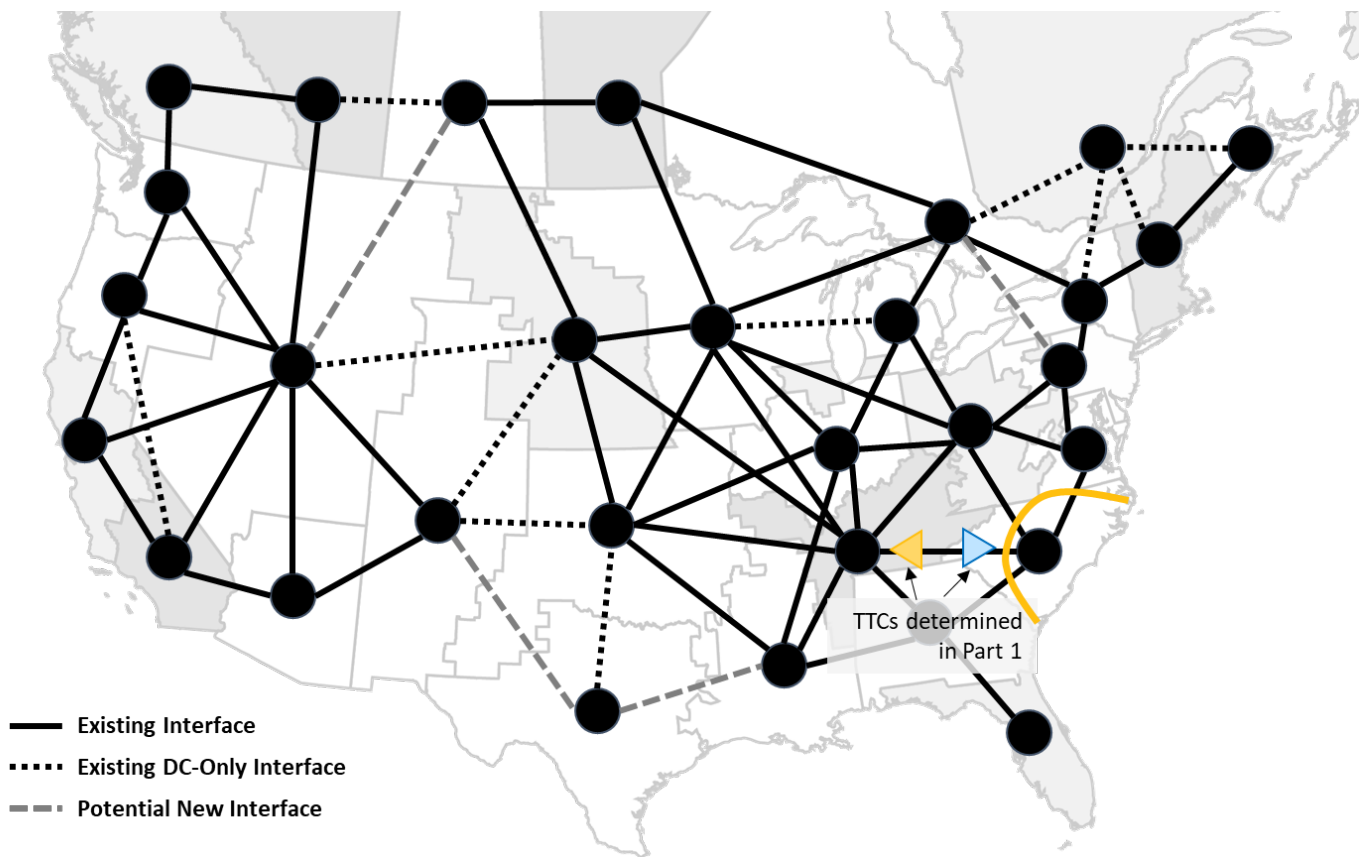 TTCs determined
in Part 1
Existing Interface
Existing DC-Only Interface
Potential New Interface